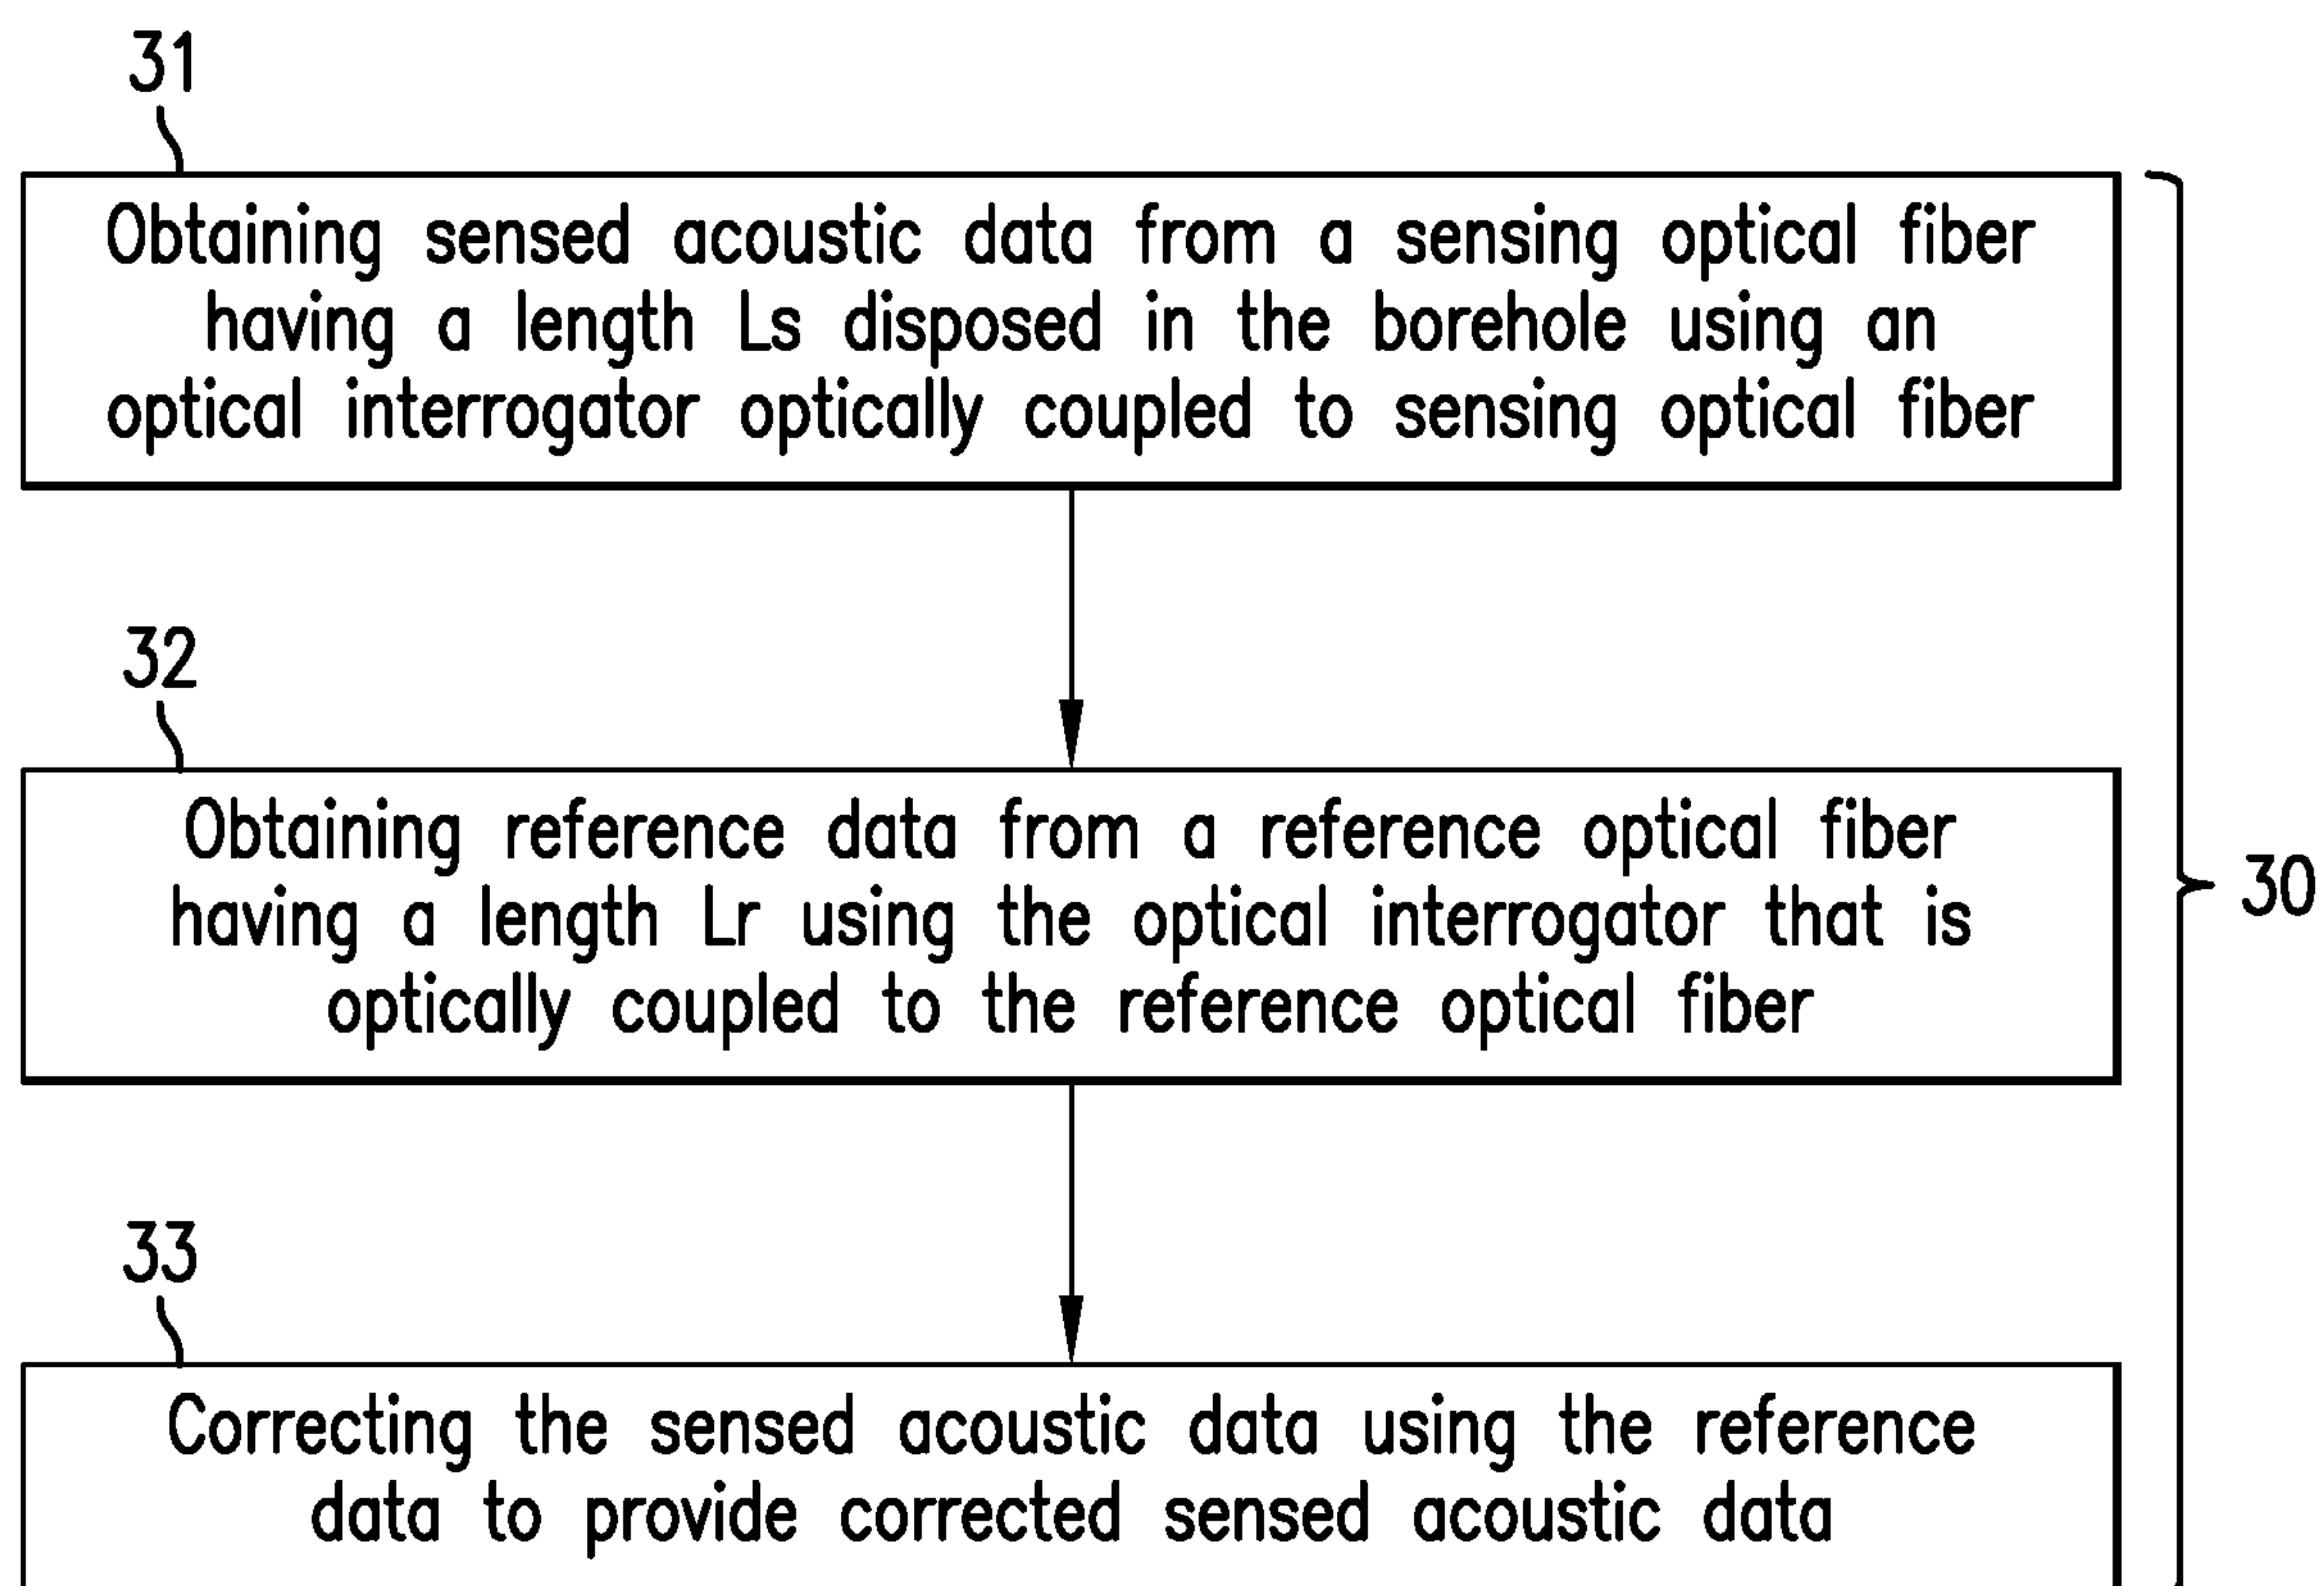 31
Obtaining sensed acoustic data from a sensing optical fiber
having a length Ls disposed in the borehole using an
optical interrogator optically coupled to sensing optical fiber
32
Obtaining reference data from a reference optical fiber
having a length Lr using the optical interrogator that is
optically coupled to the reference optical fiber
30
33
Correcting the sensed acoustic data using the reference
data to provide corrected sensed acoustic data